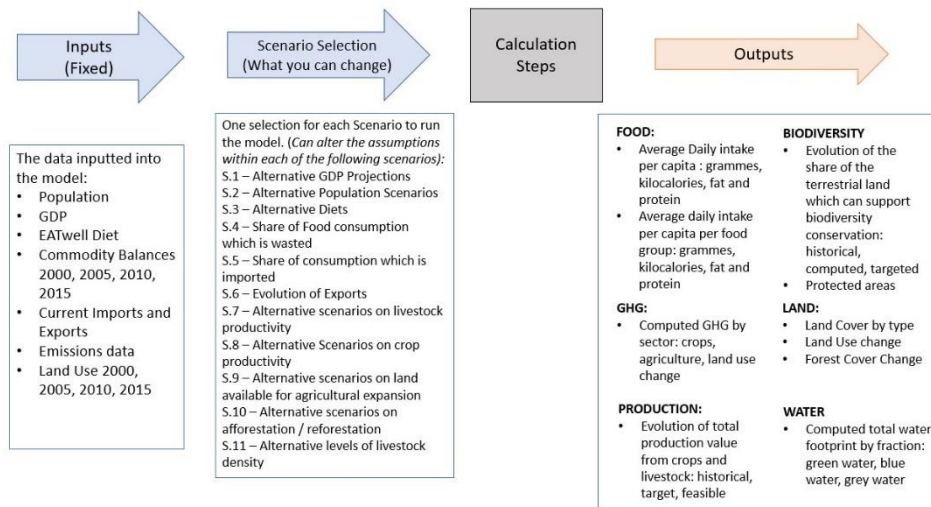 Inputs
(Fixed)
Scenario Selection
(What you can change)
Calculation
Steps
Outputs
The data inputted into
the model:
• Population
• GDP
• EATwell Diet
• Commodity Balances
2000, 2005, 2010,
2015
• Current Imports and
Exports
• Emissions data
• Land Use 2000,
2005, 2010, 2015
One selection for each Scenario to run
the model. (Can alter the assumptions
within each of the following scenarios):
S.1 – Alternative GDP Projections
S.2 – Alternative Population Scenarios
S.3 – Alternative Diets
S.4 – Share of Food consumption
which is wasted
S.5 – Share of consumption which is
imported
S.6 – Evolution of Exports
S.7 – Alternative scenarios on livestock
productivity
S.8 – Alternative Scenarios on crop
productivity
S.9 – Alternative scenarios on land
available for agricultural expansion
S.10 – Alternative scenarios on
afforestation / reforestation
S.11 – Alternative levels of livestock
density
FOOD:
• Average Daily intake
per capita : grammes,
kilocalories, fat and
protein
• Average daily intake
per capita per food
group: grammes,
kilocalories, fat and
protein
GHG:
• Computed GHG by
sector: crops,
agriculture, land use
change
PRODUCTION:
• Evolution of total
production value
from crops and
livestock: historical,
target, feasible
BIODIVERSITY
• Evolution of the
share of the
terrestrial land
which can support
biodiversity
conservation:
historical,
computed, targeted
• Protected areas
LAND:
• Land Cover by type
• Land Use change
• Forest Cover Change
WATER
• Computed total water
footprint by fraction:
green water, blue
water, grey water